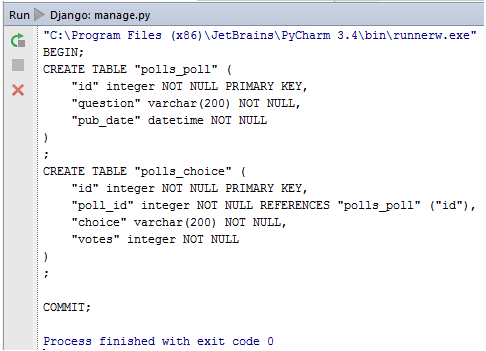 Run Django: manage.py
"C:\Program Files (x86)\JetBrains\PyCharm 3.4\bin\runnerw.exe"
BEGIN;
CREATE TABLE "polls_poll" (
    "id" integer NOT NULL PRIMARY KEY,
    "question" varchar(200) NOT NULL,
    "pub_date" datetime NOT NULL
)
;
CREATE TABLE "polls_choice" (
    "id" integer NOT NULL PRIMARY KEY,
    "poll_id" integer NOT NULL REFERENCES "polls_poll" ("id"),
    "choice" varchar(200) NOT NULL,
    "votes" integer NOT NULL
)
;

COMMIT;

Process finished with exit code 0